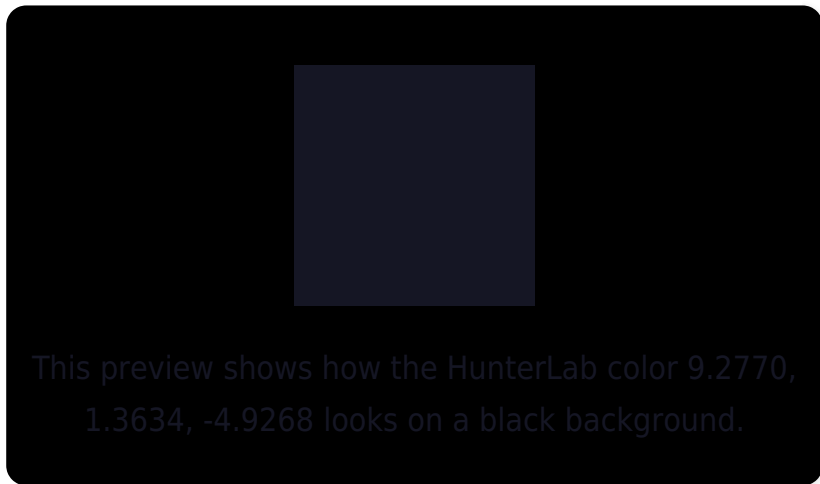 This preview shows how the HunterLab color 9.2770,
1.3634, -4.9268 looks on a black background.